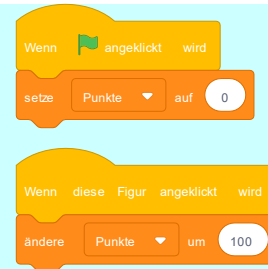 Wenn angeklickt wird
setze Punkte auf 0
Wenn diese Figur angeklickt wird
ändere Punkte um 100